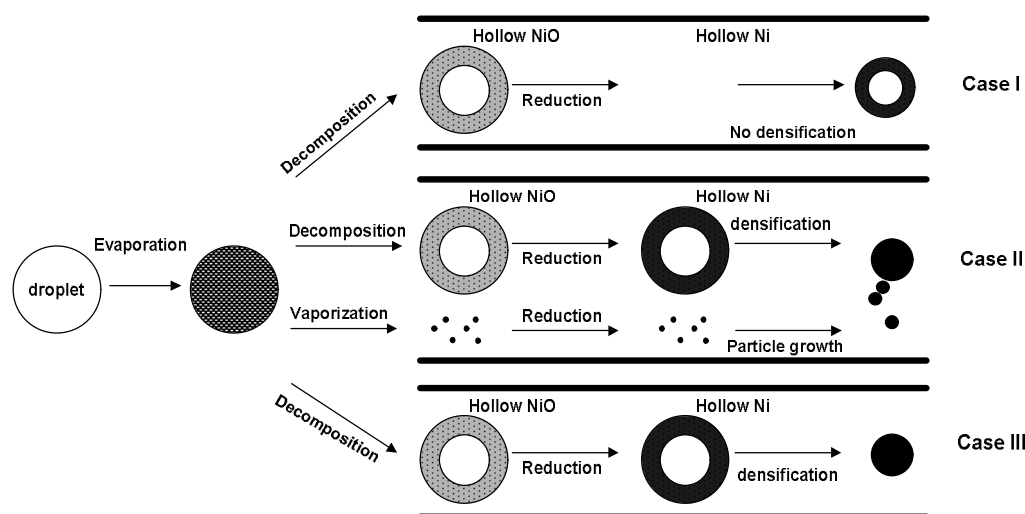 Hollow NiO
Hollow Ni
Decomposition
Reduction
No densification
Case I
Hollow NiO
Hollow Ni
Evaporation
Decomposition
Reduction
densification
droplet
Case II
Vaporization
Reduction
Particle growth
Decomposition
Hollow NiO
Hollow Ni
Reduction
densification
Case III